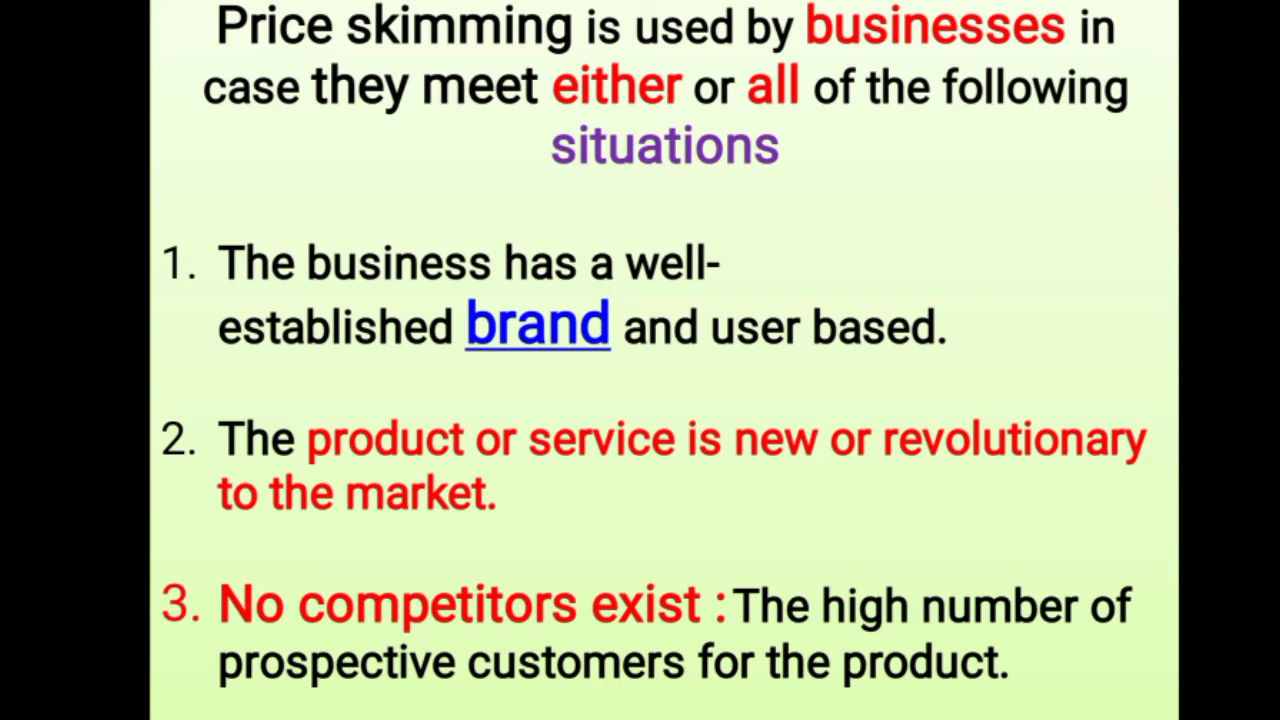 Price skimming is used by businesses in
case they meet either or all of the following
situations
1. The business has a well-
established brand and user based.
2. The product or service is new or revolutionary
to the market.
3. No competitors exist : The high number of
prospective customers for the product.